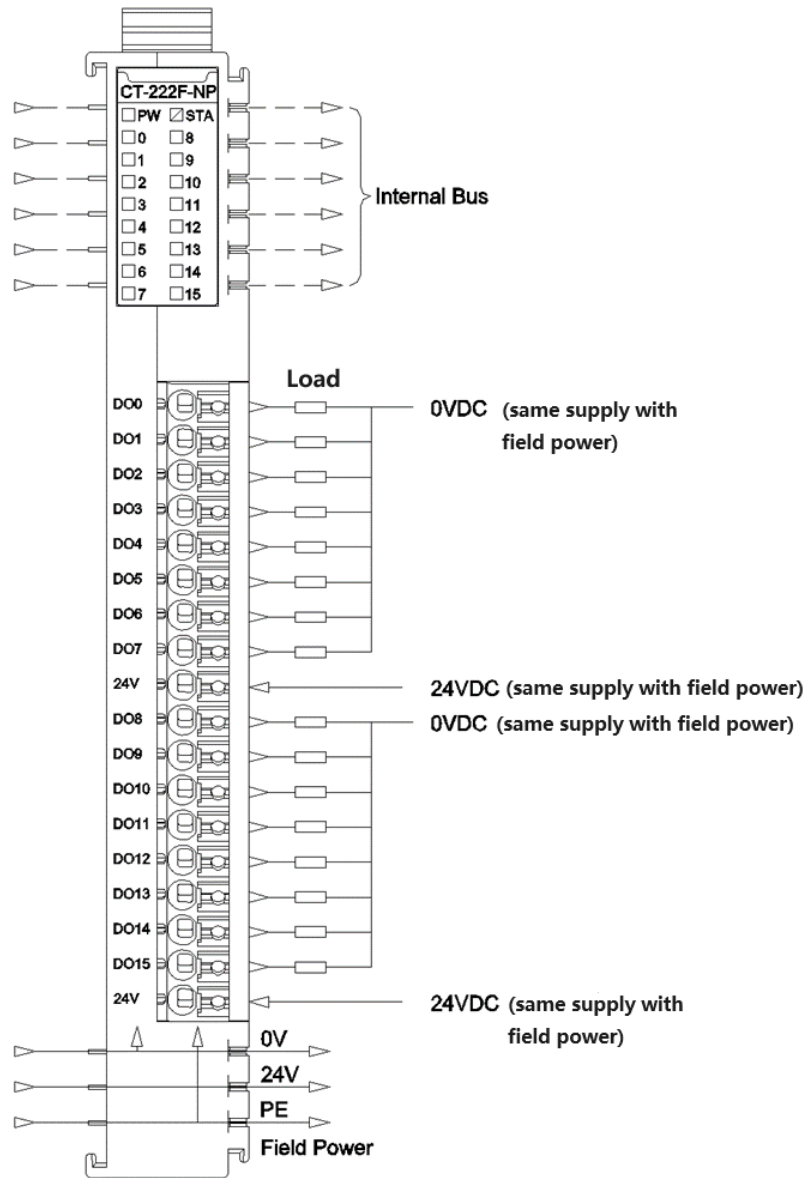 CT-222F-NP
PW STA
0 8
1 9
2 10
3 11
4 12
5 13
6 14
7 15
Internal Bus
Load
DO0
0VDC (same supply with
field power)
DO1
DO2
DO3
DO4
DO5
DO6
DO7
24V
24VDC (same supply with field power)
DO8
0VDC (same supply with field power)
DO9
DO10
DO11
DO12
DO13
DO14
DO15
24V
24VDC (same supply with
field power)
0V
24V
PE
Field Power